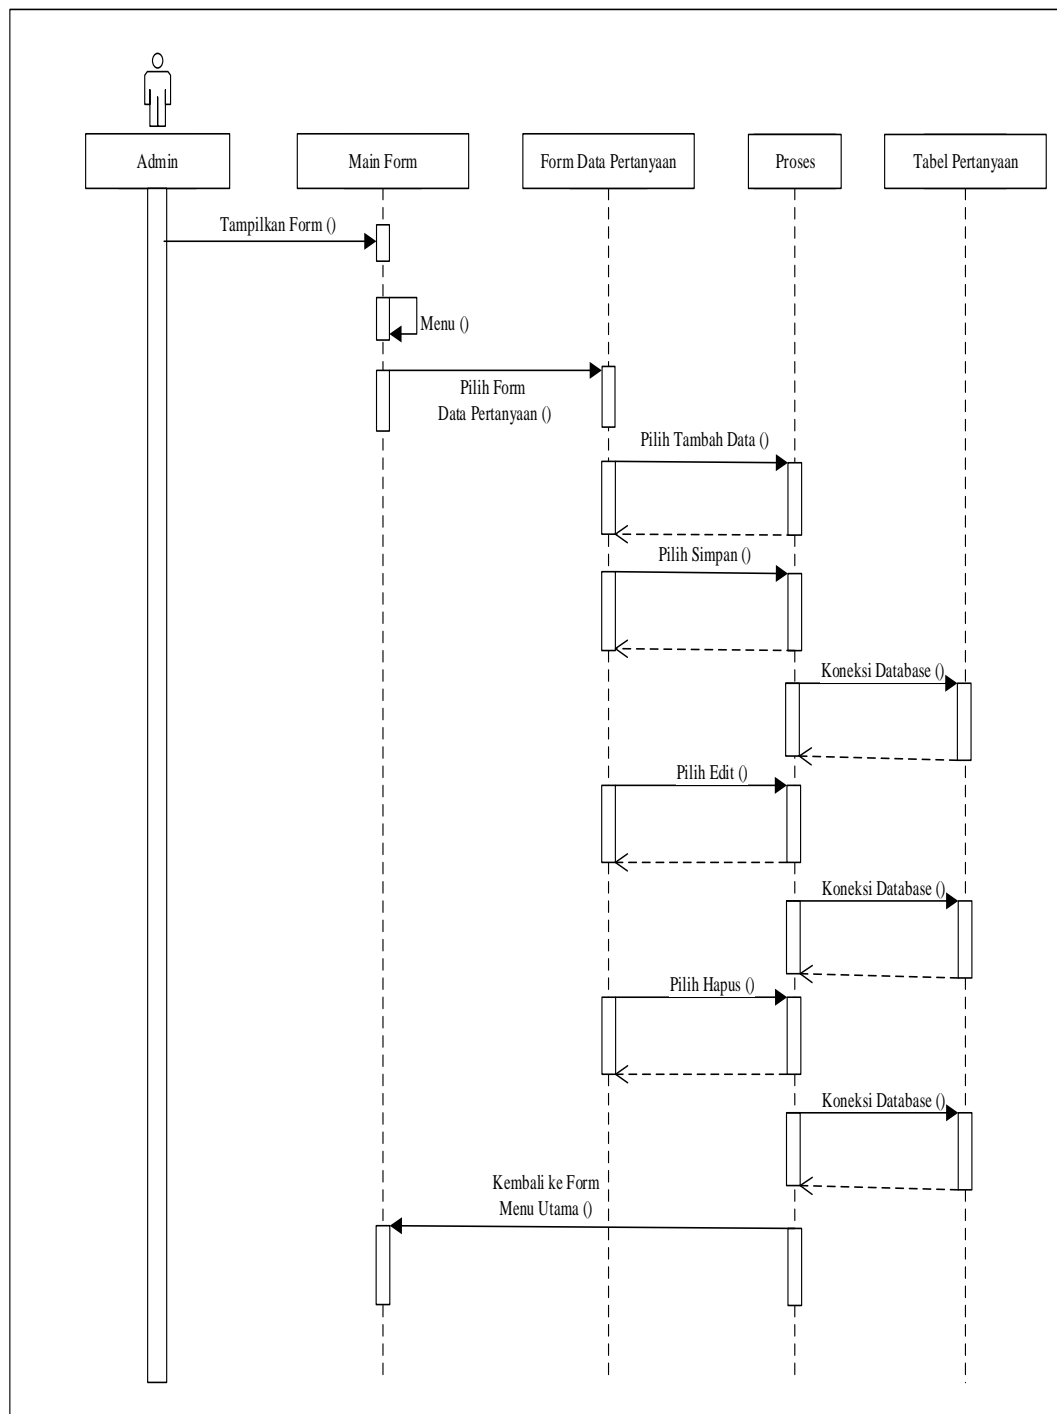 Admin
Main Form
Form Data Pertanyaan
Proses
Tabel Pertanyaan
Tampilkan Form ()
Menu ()
Pilih Form
Data Pertanyaan ()
Pilih Tambah Data ()
Pilih Simpan ()
Koneksi Database ()
Pilih Edit ()
Koneksi Database ()
Pilih Hapus ()
Koneksi Database ()
Kembali ke Form
Menu Utama ()